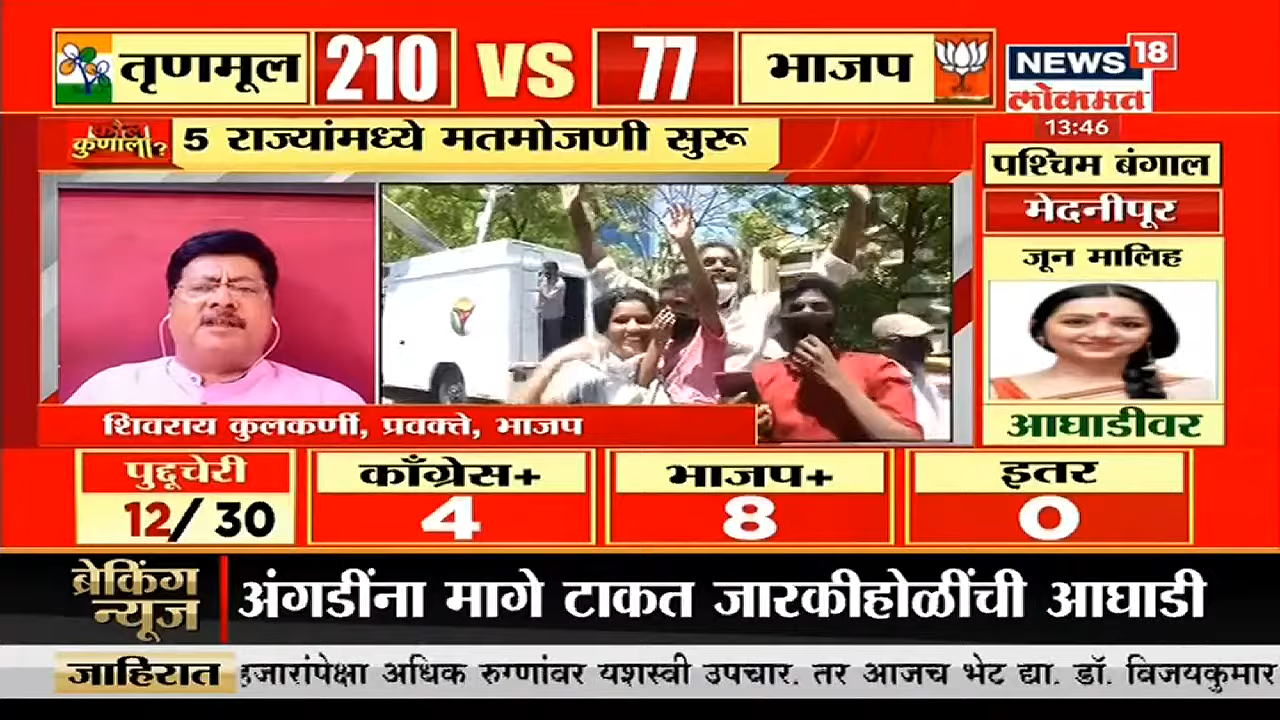 तृणमूल 210 VS 77 भाजप
NEWS 18
लोकमत
13:46
कौल कुणाला?
5 राज्यांमध्ये मतमोजणी सुरू
पश्चिम बंगाल
मेदनीपूर
जून मालिह
आघाडीवर
शिवराय कुलकर्णी, प्रवक्ते, भाजप
पुद्दूचेरी काँग्रेस+ भाजप+ इतर
12/30 4 8 0
ब्रेकिंग न्यूज
अंगडींना मागे टाकत जारकीहोळींची आघाडी
जाहिरात
हजारांपेक्षा अधिक रुग्णांवर यशस्वी उपचार. तर आजच भेट द्या. डॉ. विजयकुमार